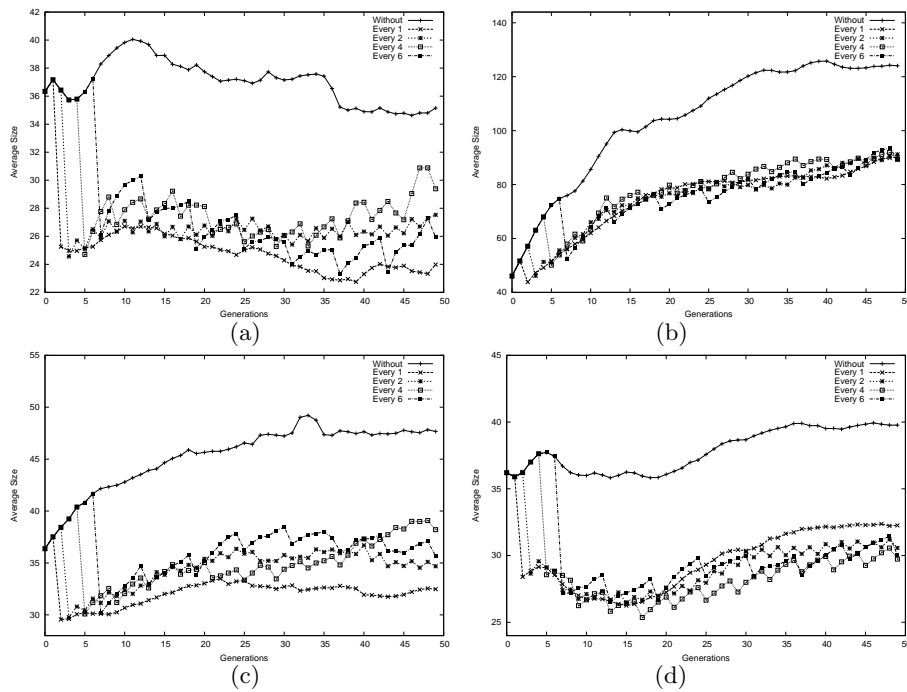 42
40
38
36
34
32
30
28
26
24
22
Average Size
0 5 10 15 20 25 30 35 40 45 50
Generations
Without
Every 1
Every 2
Every 4
Every 6
(a)
140
120
100
80
60
40
Average Size
0 5 10 15 20 25 30 35 40 45 50
Generations
Without
Every 1
Every 2
Every 4
Every 6
(b)
55
50
45
40
35
30
Average Size
0 5 10 15 20 25 30 35 40 45 50
Generations
Without
Every 1
Every 2
Every 4
Every 6
(c)
45
40
35
30
25
Average Size
0 5 10 15 20 25 30 35 40 45 50
Generations
Without
Every 1
Every 2
Every 4
Every 6
(d)